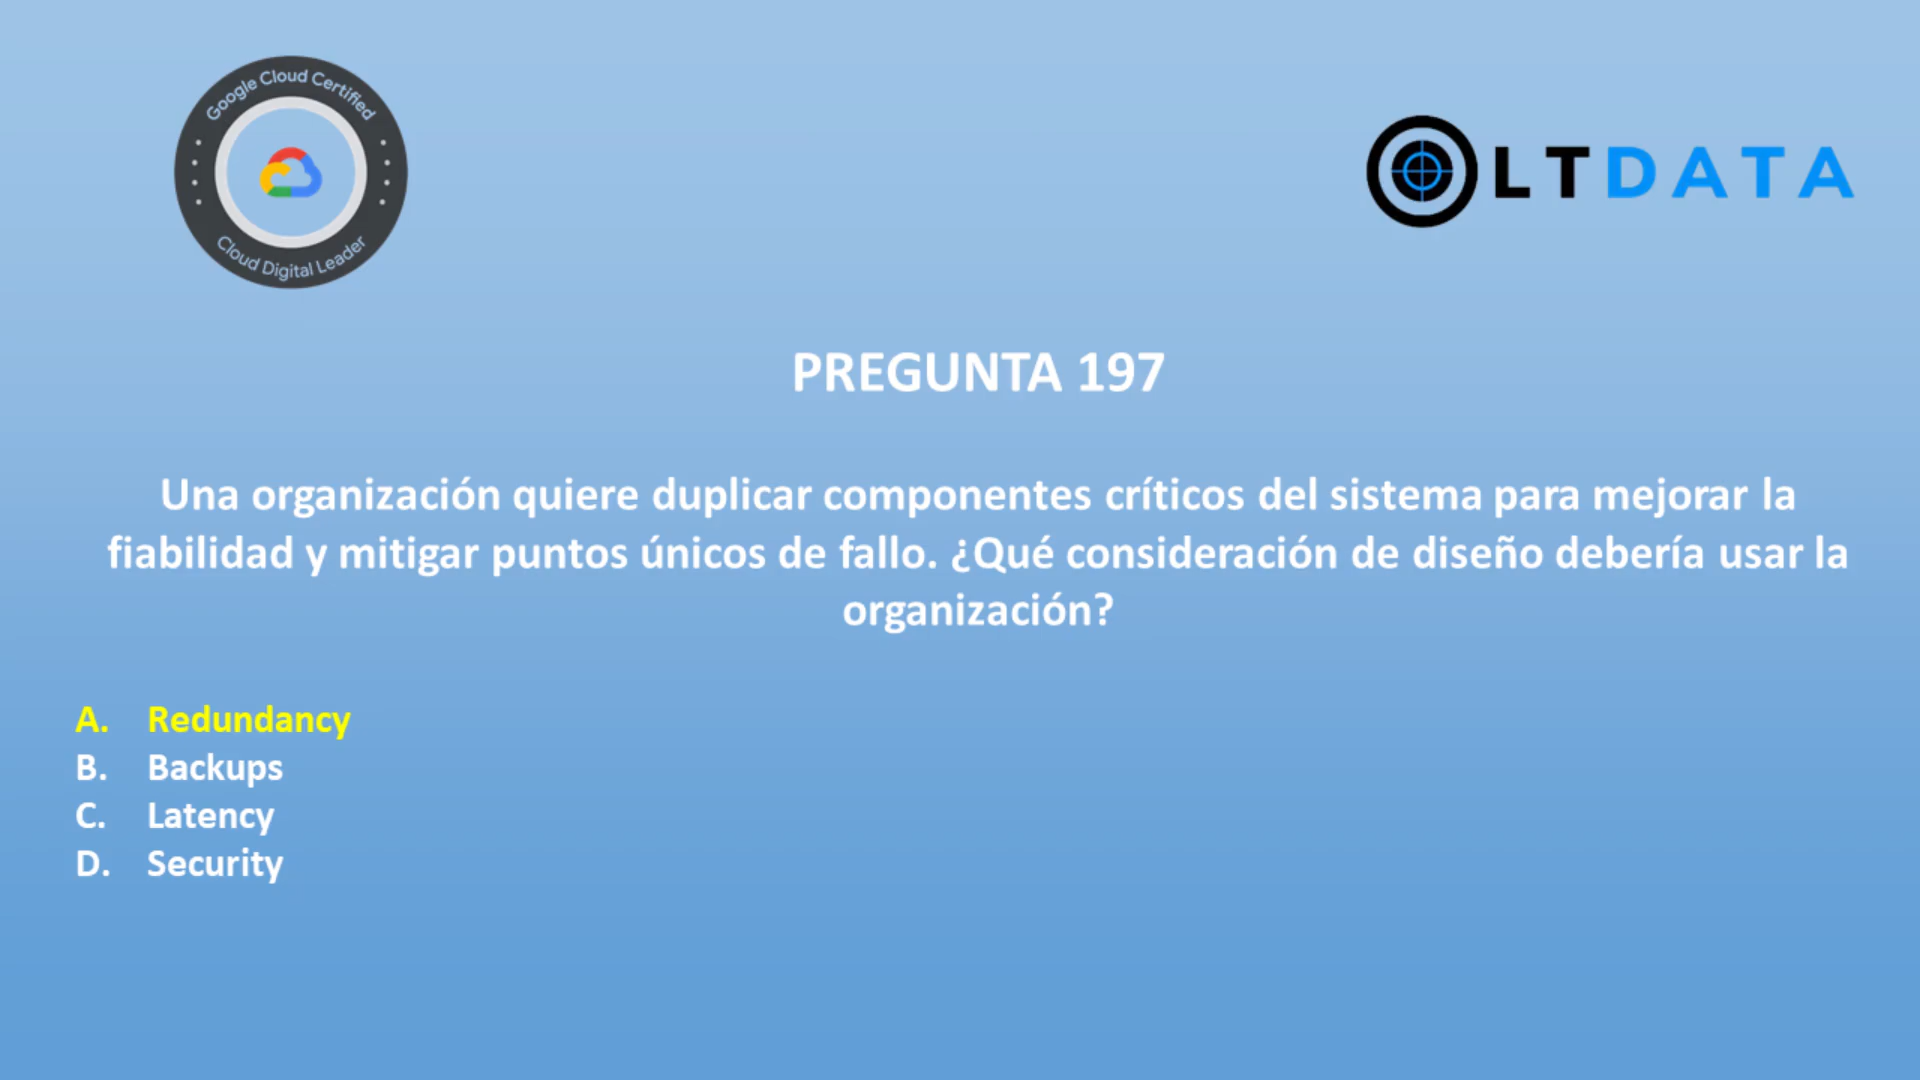 Google Cloud Certified
Cloud Digital Leader
LTDATA
PREGUNTA 197
Una organización quiere duplicar componentes críticos del sistema para mejorar la
fiabilidad y mitigar puntos únicos de fallo. ¿Qué consideración de diseño debería usar la
organización?
A. Redundancy
B. Backups
C. Latency
D. Security